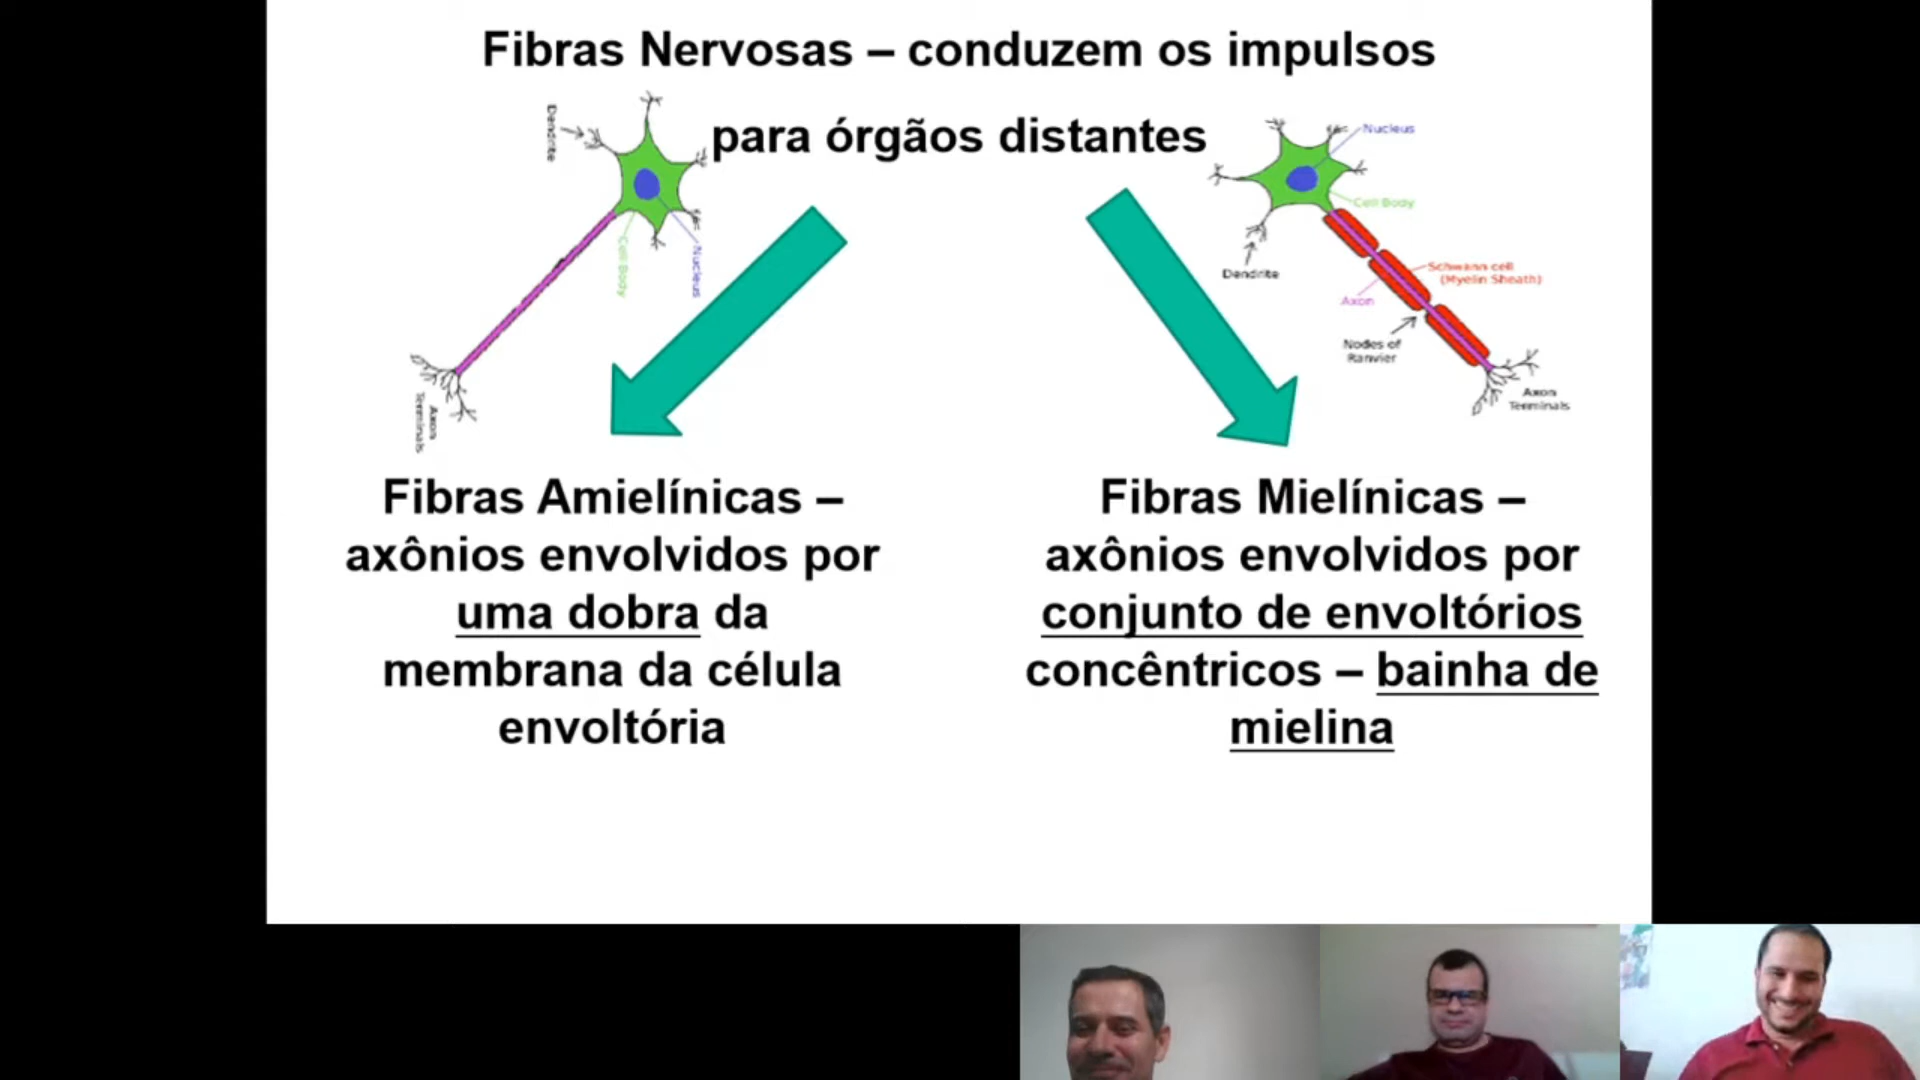 Fibras Nervosas – conduzem os impulsos
para órgãos distantes
Dendrite
Cell Body
Nucleus
Axon
Terminals
Nucleus
Cell Body
Dendrite
Schwann cell
(Myelin Sheath)
Axon
Nodes of
Ranvier
Axon
Terminals
Fibras Amielínicas –
axônios envolvidos por
uma dobra da
membrana da célula
envoltória
Fibras Mielínicas –
axônios envolvidos por
conjunto de envoltórios
concêntricos – bainha de
mielina